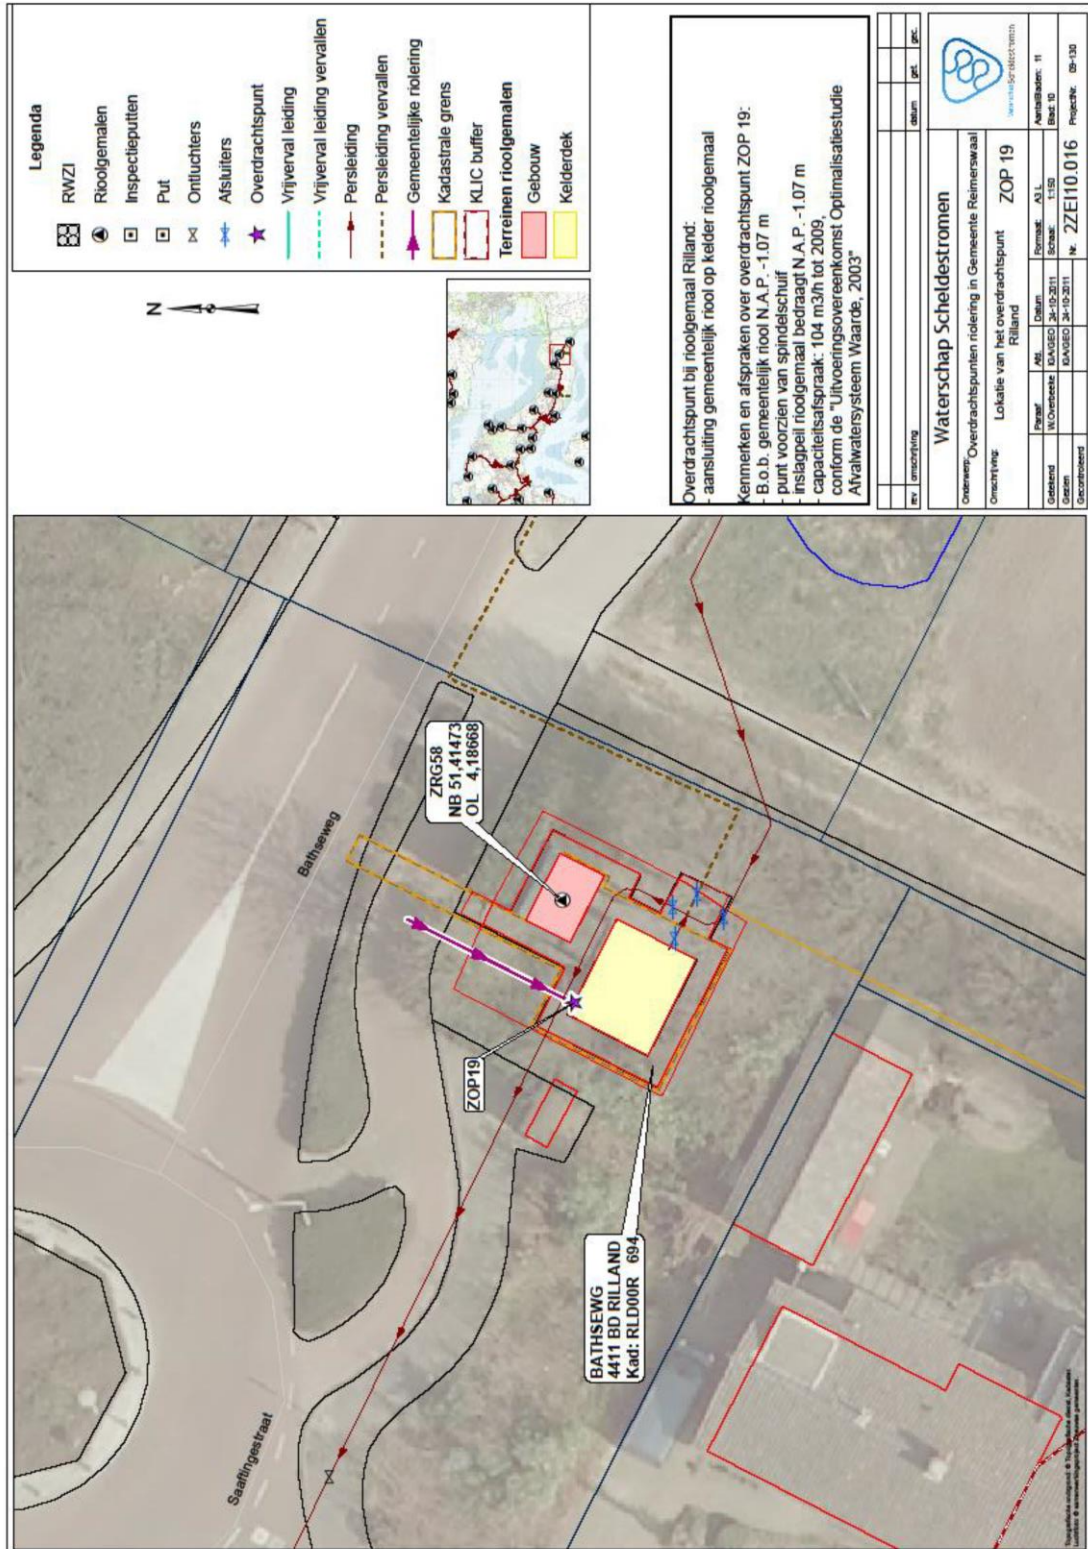 Legenda
RWZI
Rioolgemalen
Inspectieputten
Put
Ontluchters
Afsluiters
Overdrachtspunt
Vrijverval leiding
Vrijverval leiding vervallen
Persleiding
Persleiding vervallen
Gemeentelijke riolering
Kadastrale grens
KLIC buffer
Terreinen rioolgemalen
Gebouw
Kelderdek
N
Overdrachtspunt bij rioolgemaal Rilland:
- aansluiting gemeentelijk riool op kelder rioolgemaal
Kenmerken en afspraken over overdrachtspunt ZOP 19:
- B.o.b. gemeentelijk riool N.A.P. -1.07 m
- punt voorzien van spindelschuif
- inslagpeil rioolgemaal bedraagt N.A.P. -1.07 m
- capaciteitsafspraak: 104 m3/h tot 2009,
conform de "Uitvoeringsovereenkomst Optimalisatiestudie
Afvalwatersysteem Waarde, 2003"
rev omschrijving datum get. gec.
Waterschap Scheldestromen
Onderwerp: Overdrachtspunten riolering in Gemeente Reimerswaal
Omschrijving: Lokatie van het overdrachtspunt ZOP 19
Rilland
Paraaf Afd. Datum Formaat: A3 L Aantal Bladen: 11
Getekend W.Overbeeke 24-10-2011 Schaal: 1:150 Blad: 10
Gezien 24-10-2011 Nr. 2ZEI10.016 ProjectNr. 09-130
Gecontroleerd
Bathseweg
Saaftingestraat
ZRG58
NB 51,41473
OL 4,18668
ZOP19
BATHSEWG
4411 BD RILLAND
Kad: RLD00R 694